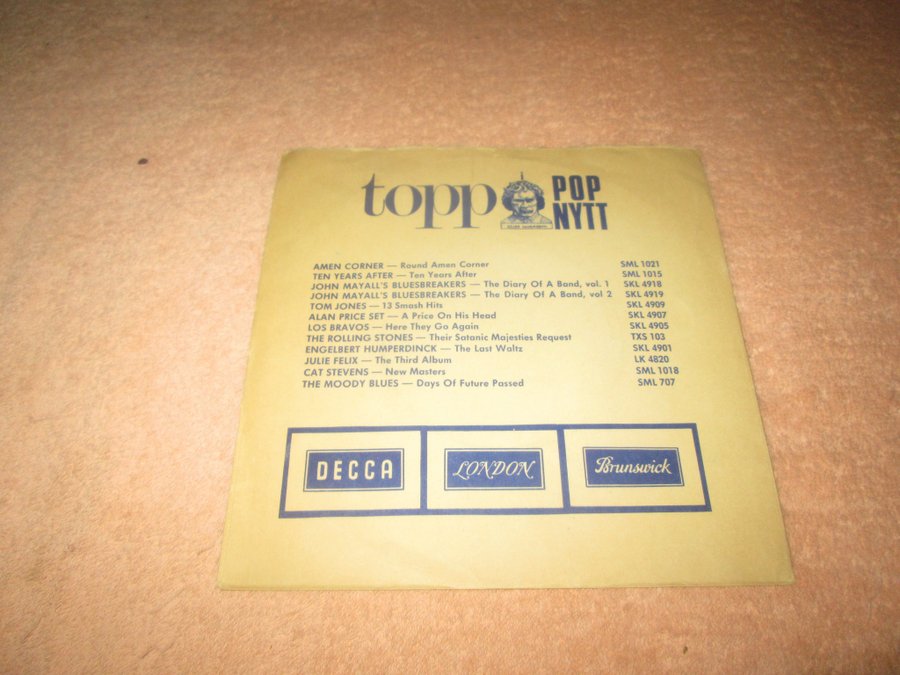 topp POP
NYTT
AMEN CORNER — Round Amen Corner SML 1021
TEN YEARS AFTER — Ten Years After SML 1015
JOHN MAYALL'S BLUESBREAKERS — The Diary Of A Band, vol. 1 SKL 4918
JOHN MAYALL'S BLUESBREAKERS — The Diary Of A Band, vol 2 SKL 4919
TOM JONES — 13 Smash Hits SKL 4909
ALAN PRICE SET — A Price On His Head SKL 4907
LOS BRAVOS — Here They Go Again SKL 4905
THE ROLLING STONES — Their Satanic Majesties Request TXS 103
ENGELBERT HUMPERDINCK — The Last Waltz SKL 4901
JULIE FELIX — The Third Album LK 4820
CAT STEVENS — New Masters SML 1018
THE MOODY BLUES — Days Of Future Passed SML 707
DECCA LONDON Brunswick